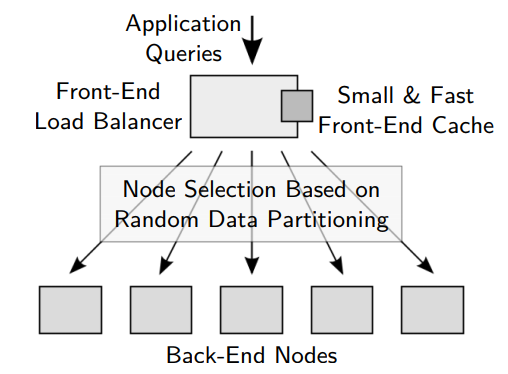 Application
Queries
Front-End
Load Balancer
Small & Fast
Front-End Cache
Node Selection Based on
Random Data Partitioning
Back-End Nodes